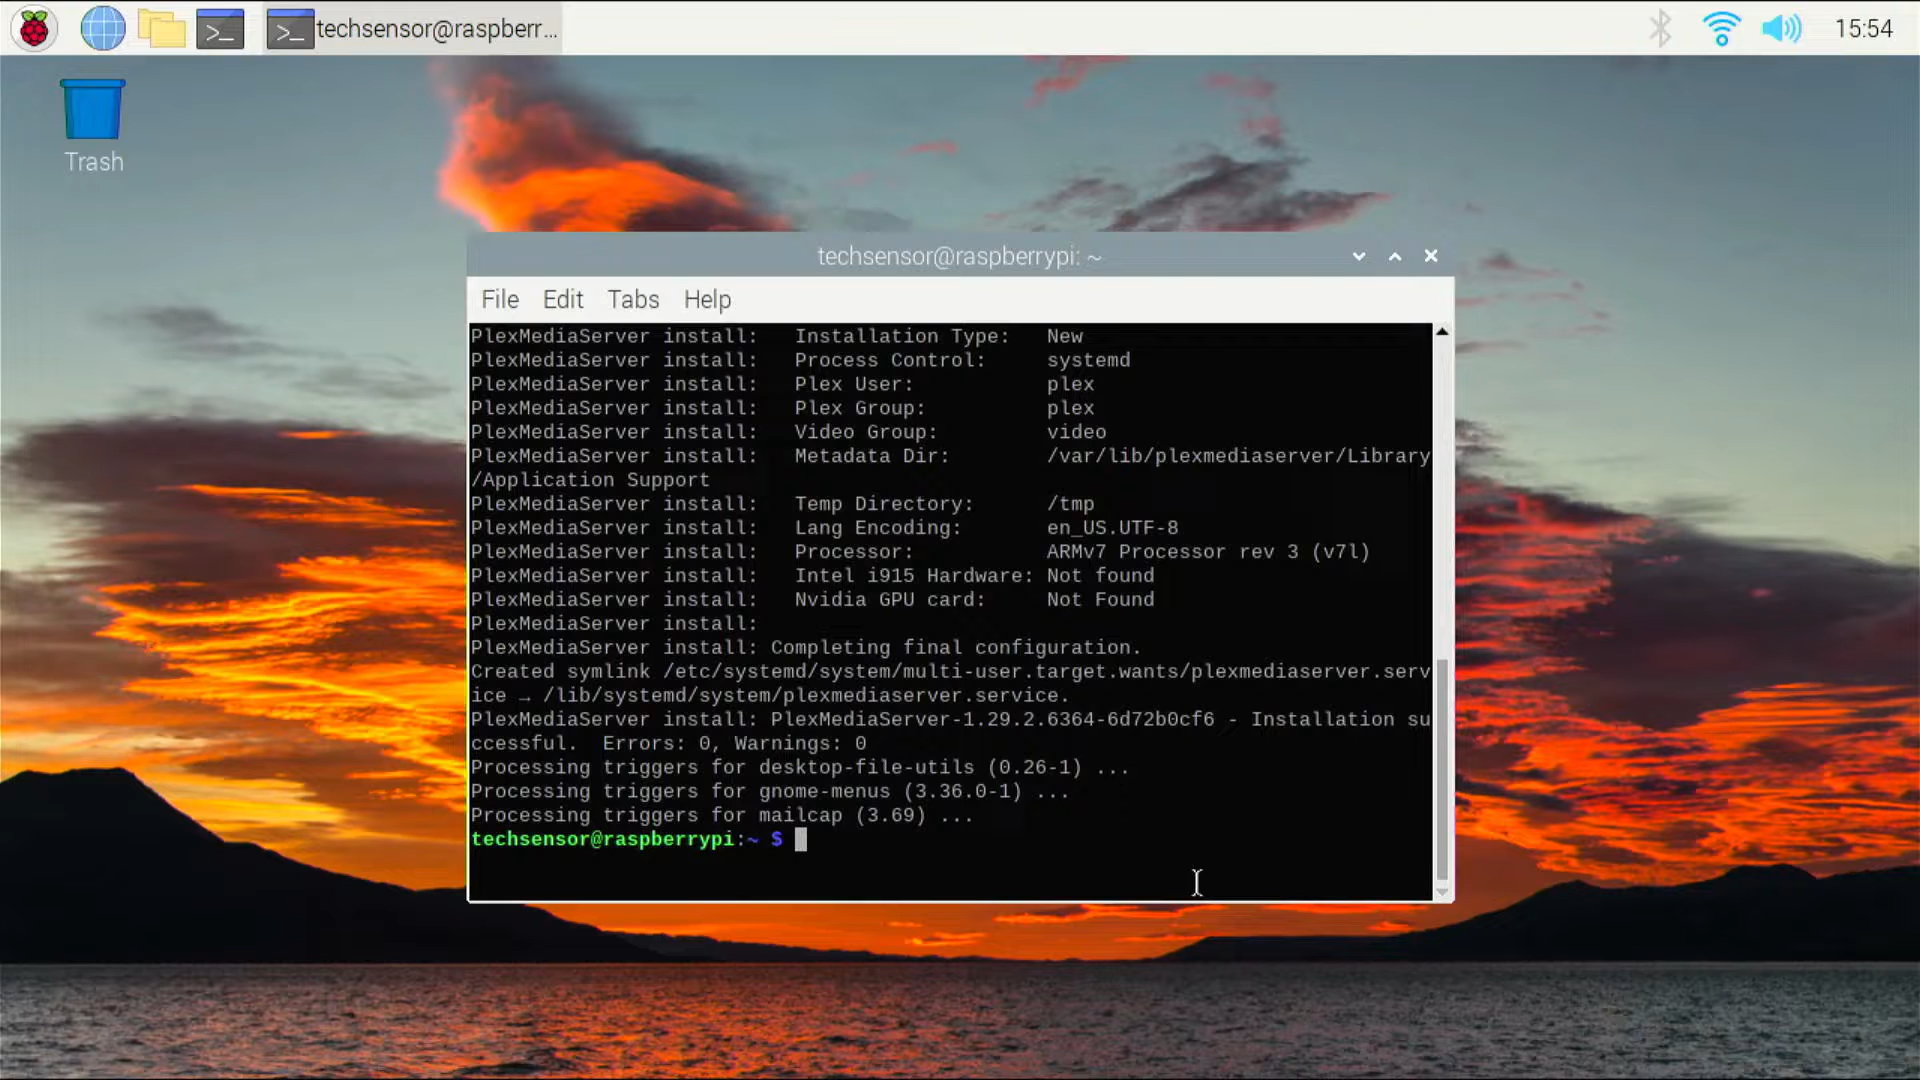 techsensor@raspberr...
15:54
Trash
techsensor@raspberrypi: ~
File Edit Tabs Help
PlexMediaServer install:   Installation Type:   New
PlexMediaServer install:   Process Control:     systemd
PlexMediaServer install:   Plex User:           plex
PlexMediaServer install:   Plex Group:          plex
PlexMediaServer install:   Video Group:         video
PlexMediaServer install:   Metadata Dir:        /var/lib/plexmediaserver/Library
/Application Support
PlexMediaServer install:   Temp Directory:      /tmp
PlexMediaServer install:   Lang Encoding:       en_US.UTF-8
PlexMediaServer install:   Processor:           ARMv7 Processor rev 3 (v7l)
PlexMediaServer install:   Intel i915 Hardware: Not found
PlexMediaServer install:   Nvidia GPU card:     Not Found
PlexMediaServer install:
PlexMediaServer install: Completing final configuration.
Created symlink /etc/systemd/system/multi-user.target.wants/plexmediaserver.serv
ice → /lib/systemd/system/plexmediaserver.service.
PlexMediaServer install: PlexMediaServer-1.29.2.6364-6d72b0cf6 - Installation su
ccessful.  Errors: 0, Warnings: 0
Processing triggers for desktop-file-utils (0.26-1) ...
Processing triggers for gnome-menus (3.36.0-1) ...
Processing triggers for mailcap (3.69) ...
techsensor@raspberrypi:~ $